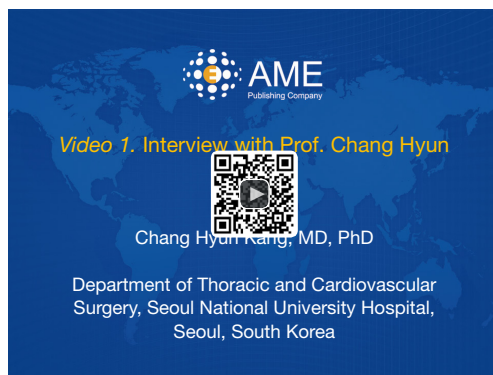 E AME
Publishing Company
Video 1. Interview with Prof. Chang Hyun
Chang Hyun Kang, MD, PhD
Department of Thoracic and Cardiovascular
Surgery, Seoul National University Hospital,
Seoul, South Korea